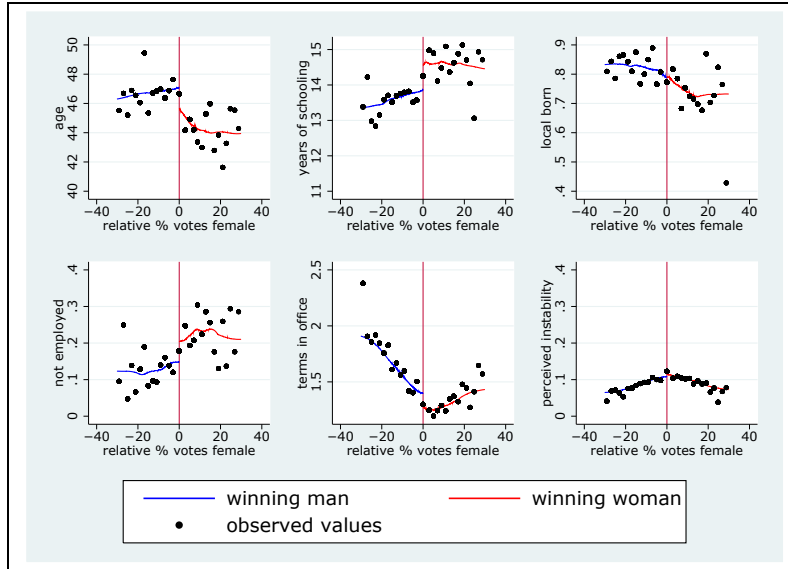 age
50
48
46
44
42
40
−40 −20 0 20 40
relative % votes female
years of schooling
15
14
13
12
11
−40 −20 0 20 40
relative % votes female
local born
.9
.8
.7
.6
.5
.4
−40 −20 0 20 40
relative % votes female
not employed
.4
.3
.2
.1
0
−40 −20 0 20 40
relative % votes female
terms in office
2.5
2
1.5
−40 −20 0 20 40
relative % votes female
perceived instability
.4
.3
.2
.1
0
−40 −20 0 20 40
relative % votes female
winning man winning woman
observed values